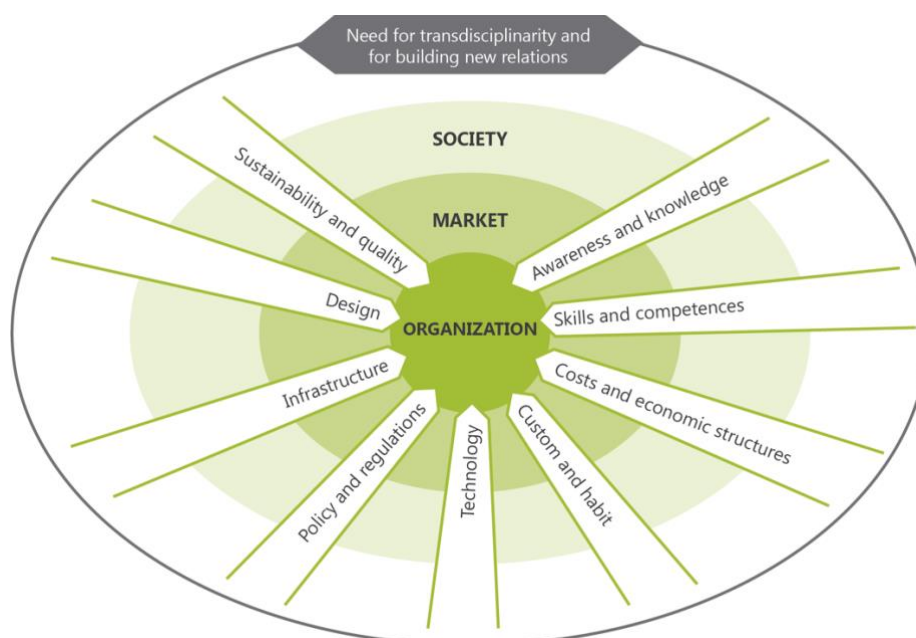 Need for transdisciplinarity and
for building new relations
SOCIETY
MARKET
ORGANIZATION
Sustainability and quality
Design
Infrastructure
Policy and regulations
Technology
Custom and habit
Costs and economic structures
Skills and competences
Awareness and knowledge